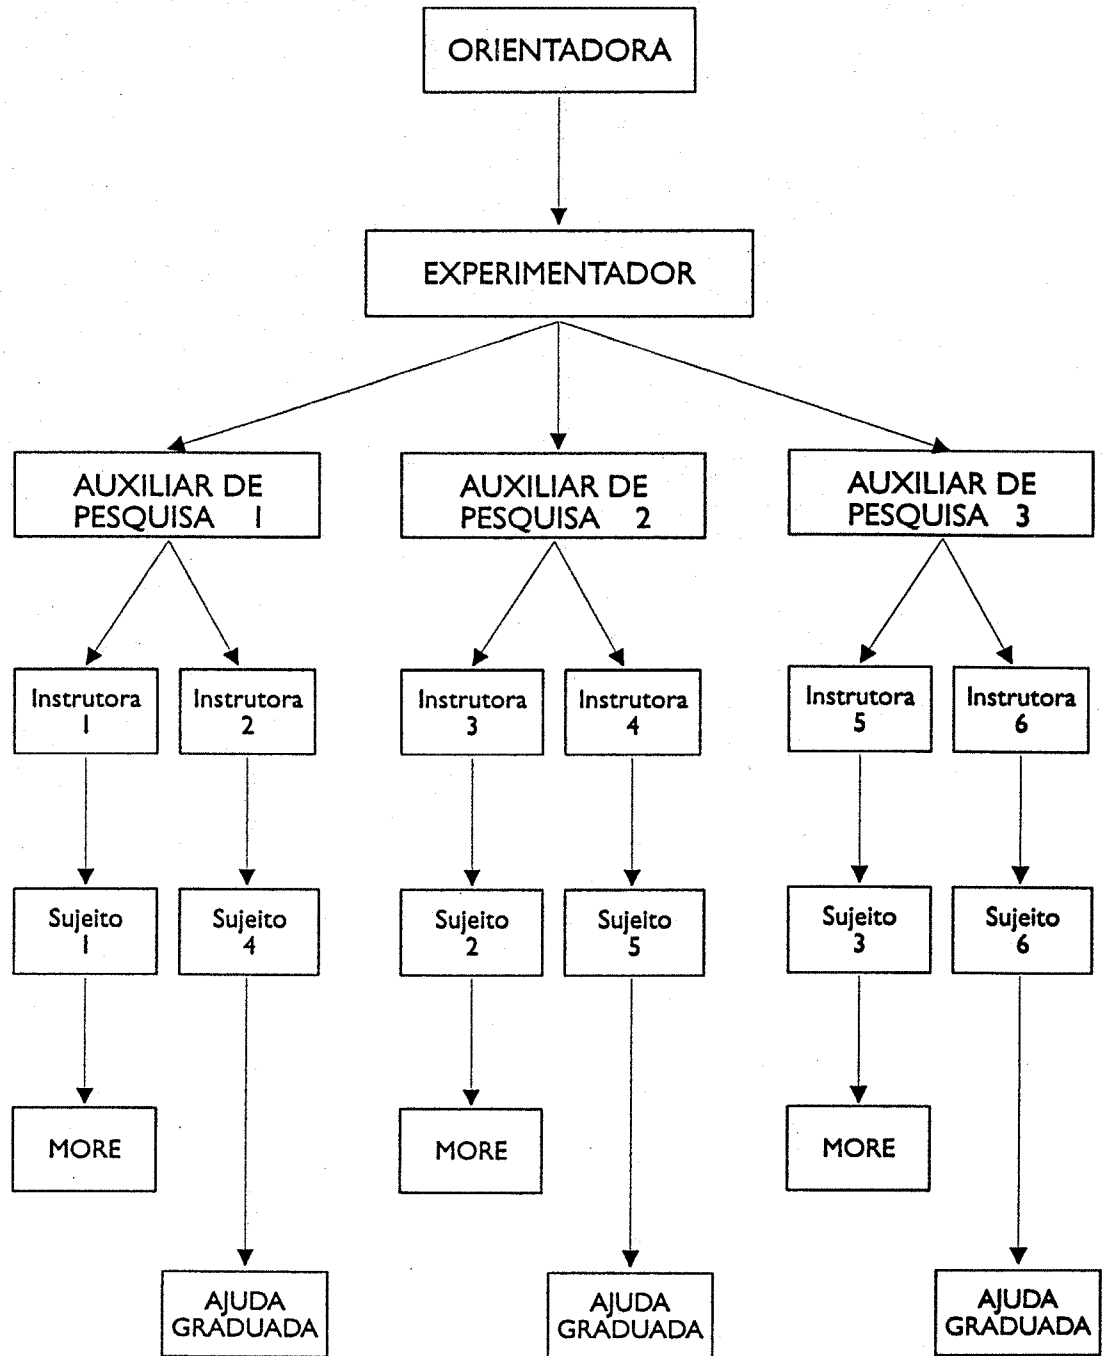 ORIENTADORA
EXPERIMENTADOR
AUXILIAR DE
PESQUISA 1
AUXILIAR DE
PESQUISA 2
AUXILIAR DE
PESQUISA 3
Instrutora
1
Instrutora
2
Instrutora
3
Instrutora
4
Instrutora
5
Instrutora
6
Sujeito
1
Sujeito
4
Sujeito
2
Sujeito
5
Sujeito
3
Sujeito
6
MORE
MORE
MORE
AJUDA
GRADUADA
AJUDA
GRADUADA
AJUDA
GRADUADA